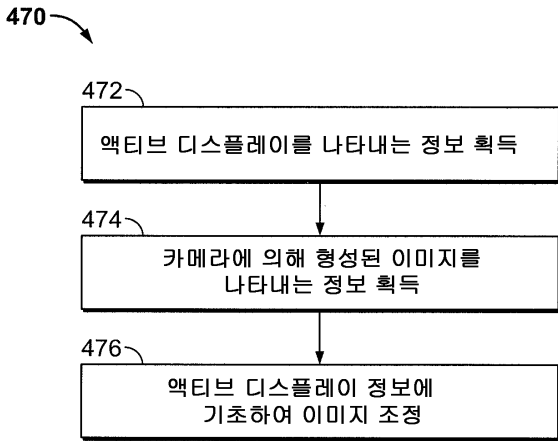 470
472
액티브 디스플레이를 나타내는 정보 획득
474
카메라에 의해 형성된 이미지를
나타내는 정보 획득
476
액티브 디스플레이 정보에
기초하여 이미지 조정